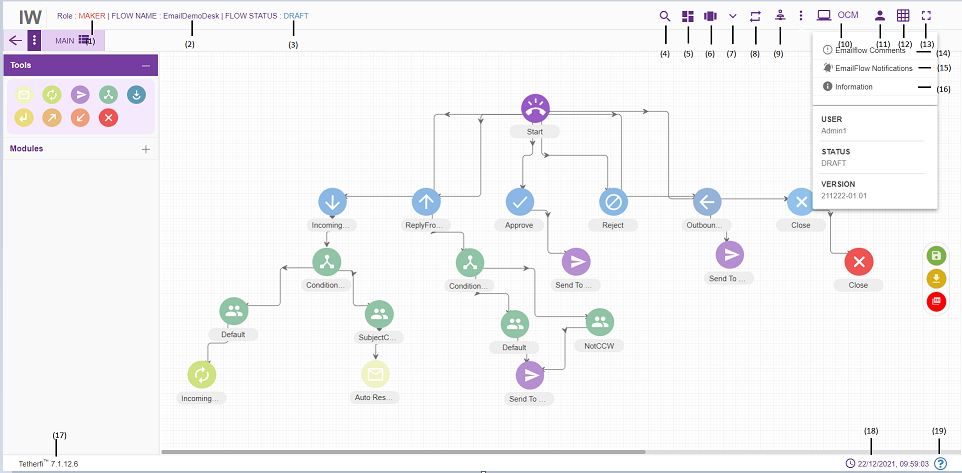 IW
Role : MAKER | FLOW NAME : EmailDemoDesk | FLOW STATUS : DRAFT
OCM
(1) (2) (3) (4) (5) (6) (7) (8) (9) (10) (11) (12) (13)
MAIN
Tools
Modules
Emailflow Comments (14)
EmailFlow Notifications (15)
Information (16)
USER
Admin1
STATUS
DRAFT
VERSION
211222-01.01
Start
Incoming...
ReplyFro...
Approve
Reject
Outboun...
Close
Condition...
Condition...
Send To ...
Send To ...
Close
Default
SubjectC...
Default
NotCCW
Incoming...
Auto Res...
Send To ...
(17) (18) (19)
Tetherfi™ 7.1.12.6
22/12/2021, 09:59:03
?